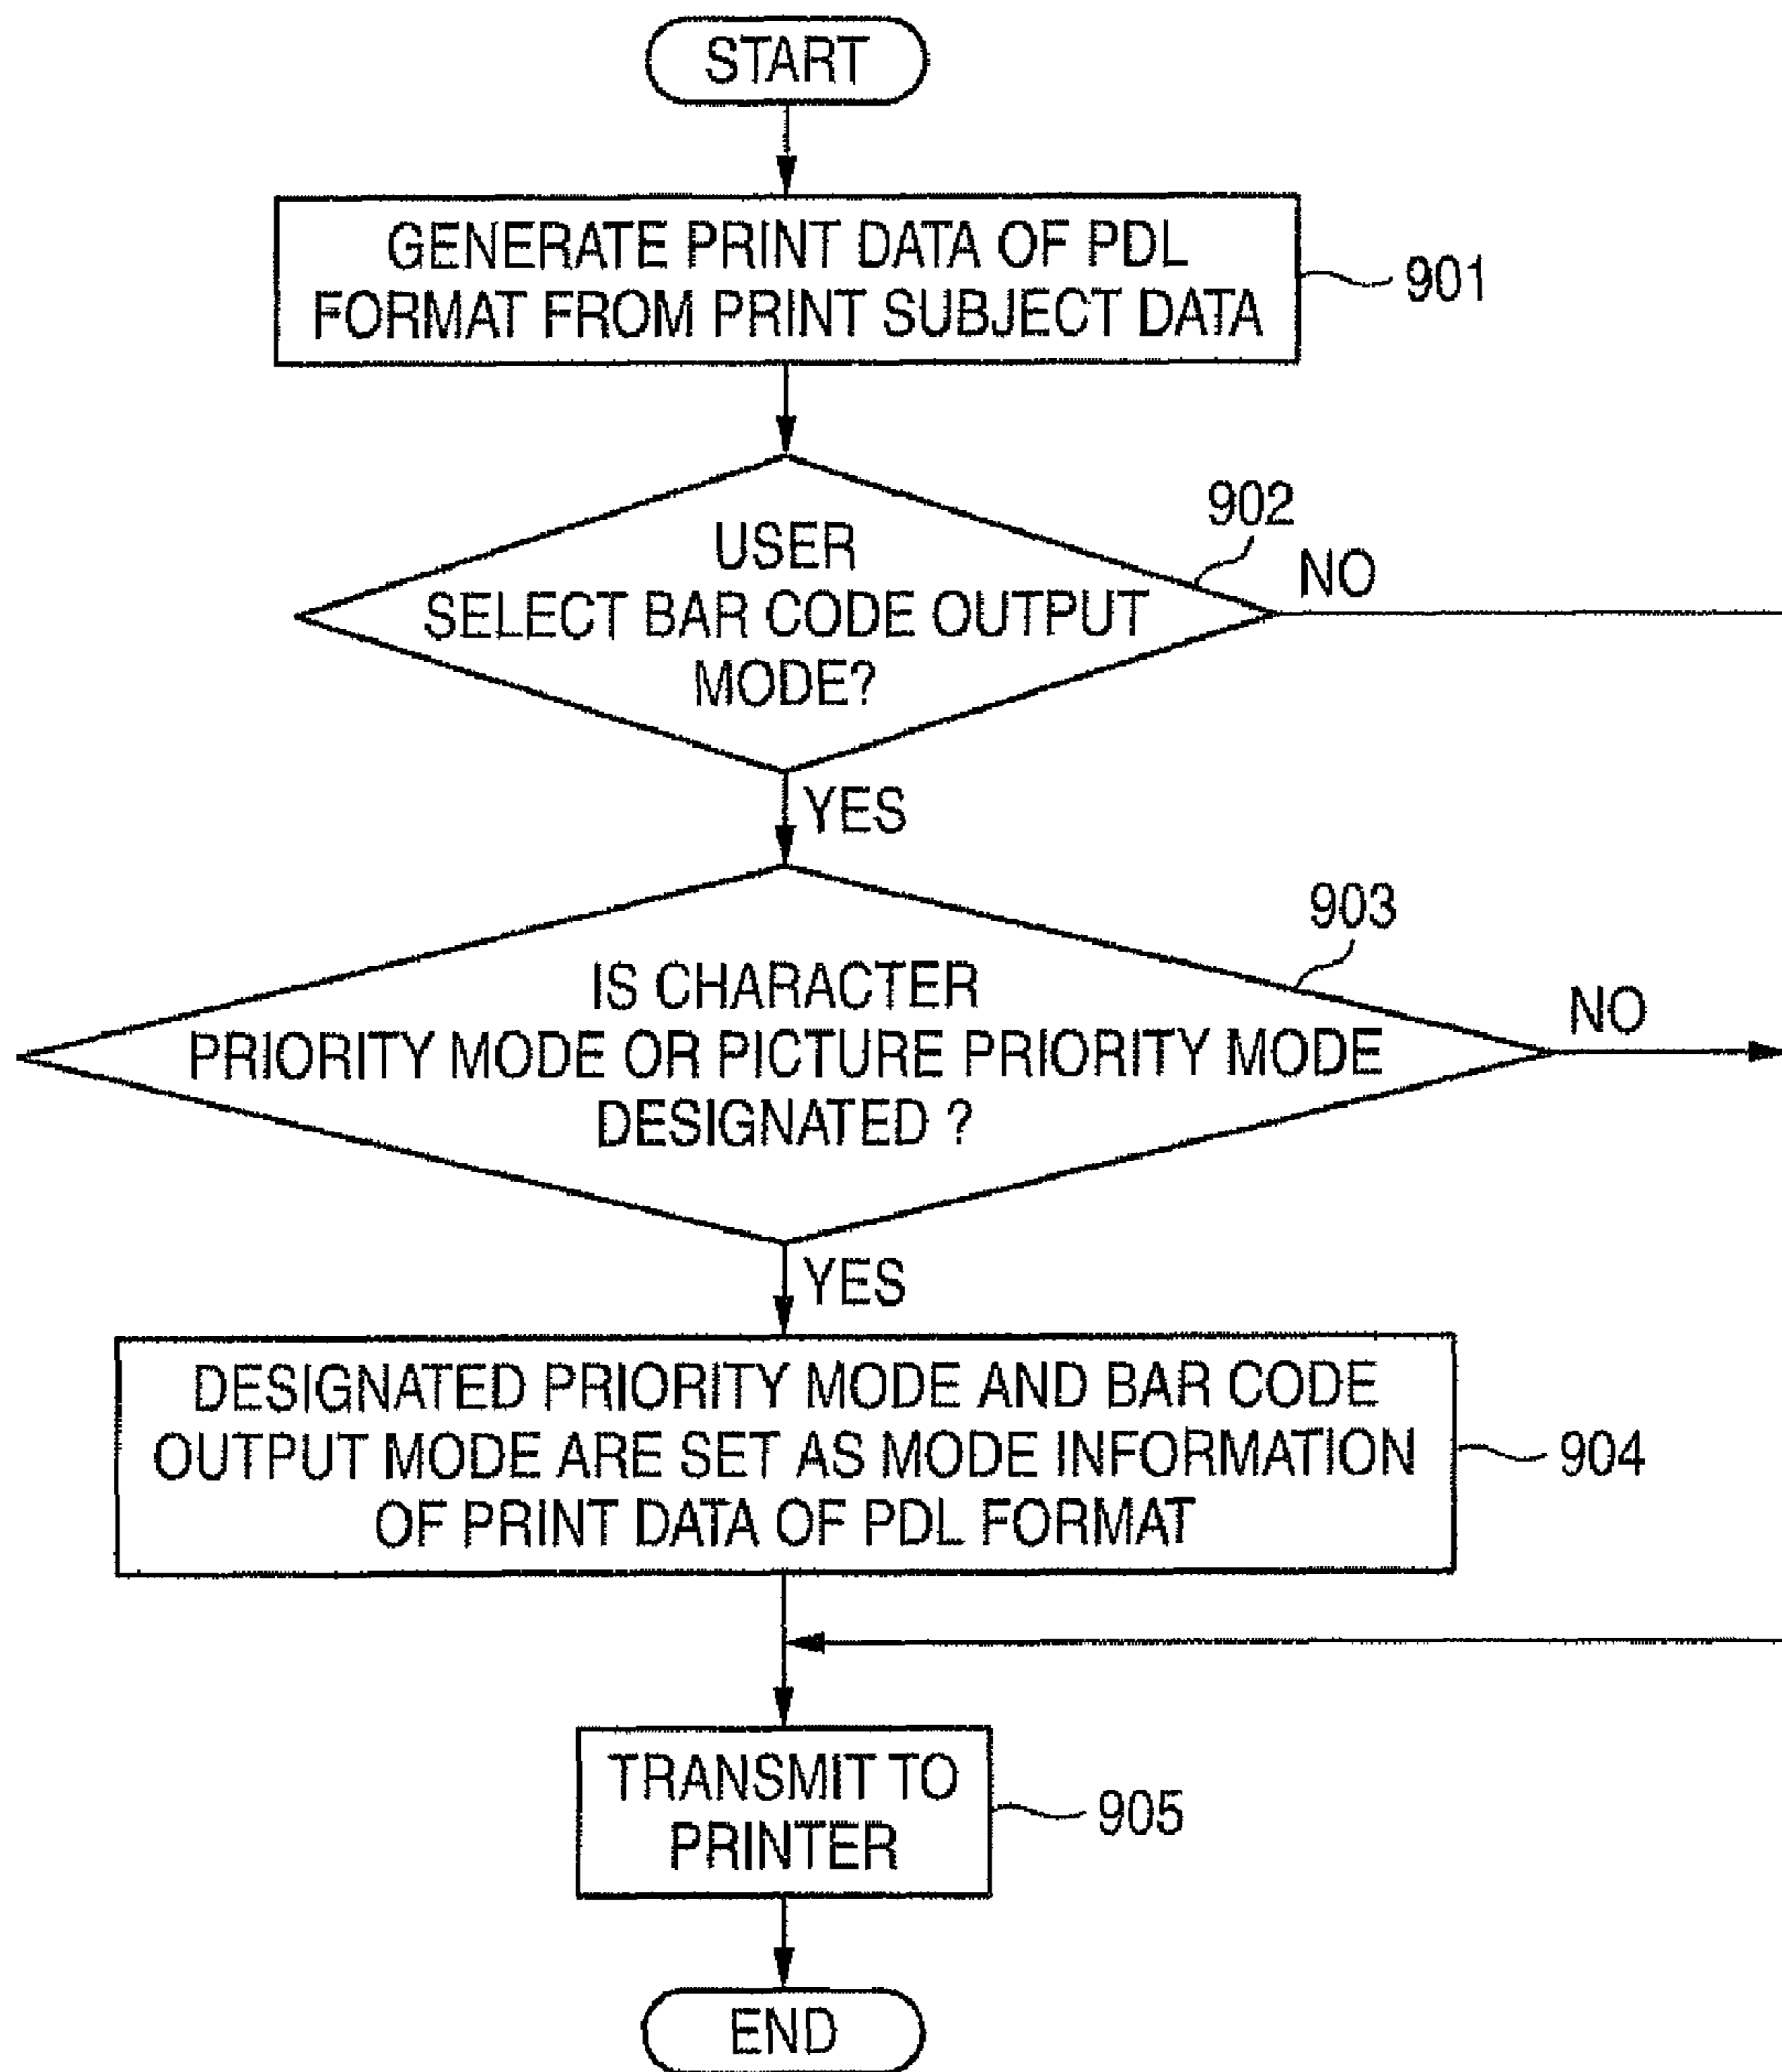 START
GENERATE PRINT DATA OF PDL
FORMAT FROM PRINT SUBJECT DATA
901
902
USER
SELECT BAR CODE OUTPUT
MODE?
NO
YES
903
IS CHARACTER
PRIORITY MODE OR PICTURE PRIORITY MODE
DESIGNATED ?
NO
YES
DESIGNATED PRIORITY MODE AND BAR CODE
OUTPUT MODE ARE SET AS MODE INFORMATION
OF PRINT DATA OF PDL FORMAT
904
TRANSMIT TO
PRINTER
905
END